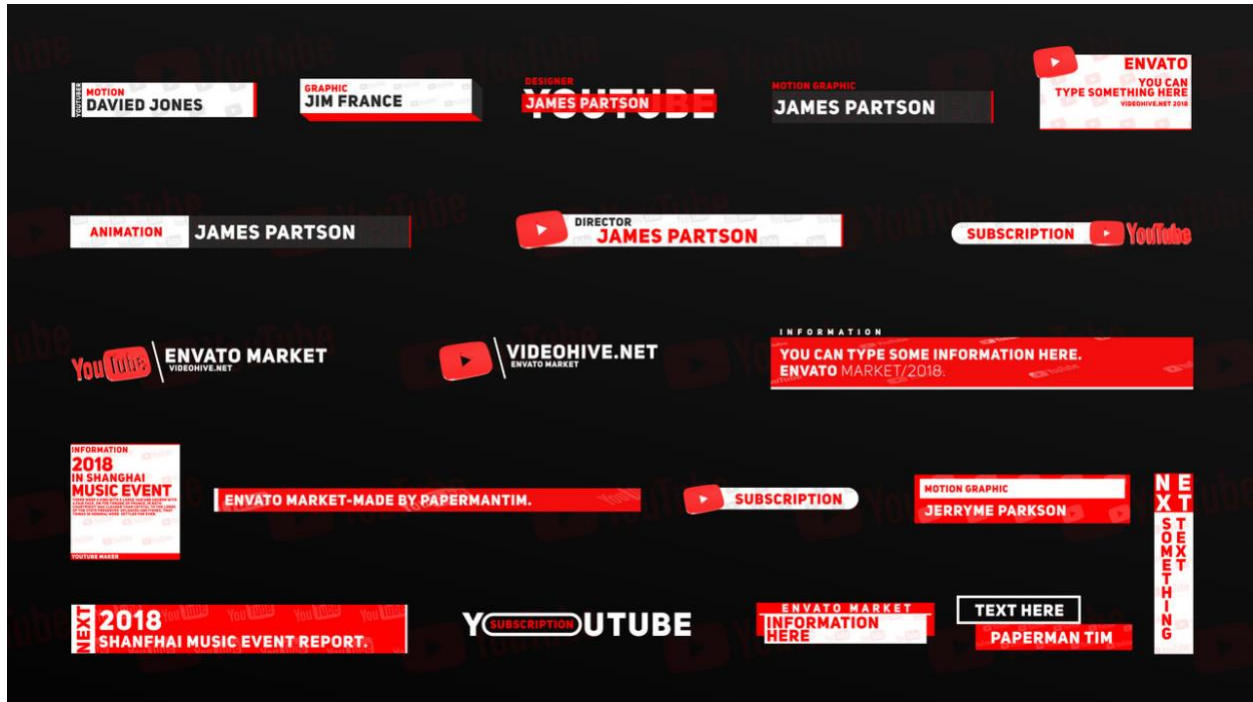 YOUTUBER
MOTION
DAVIED JONES
GRAPHIC
JIM FRANCE
DESIGNER
YOUTUBE
JAMES PARTSON
MOTION GRAPHIC
JAMES PARTSON
ENVATO
YOU CAN
TYPE SOMETHING HERE
VIDEOHIVE.NET 2018
ANIMATION
JAMES PARTSON
DIRECTOR
JAMES PARTSON
SUBSCRIPTION
YouTube
YouTube
ENVATO MARKET
VIDEOHIVE.NET
VIDEOHIVE.NET
ENVATO MARKET
INFORMATION
YOU CAN TYPE SOME INFORMATION HERE.
ENVATO MARKET/2018.
INFORMATION
2018
IN SHANGHAI
MUSIC EVENT
YOUTUBE MAKER
ENVATO MARKET-MADE BY PAPERMANTIM.
SUBSCRIPTION
MOTION GRAPHIC
JERRYME PARKSON
NEXT
TEXT
SOMETHING
NEXT
2018
SHANFHAI MUSIC EVENT REPORT.
YOUTUBE
SUBSCRIPTION
ENVATO MARKET
INFORMATION
HERE
TEXT HERE
PAPERMAN TIM